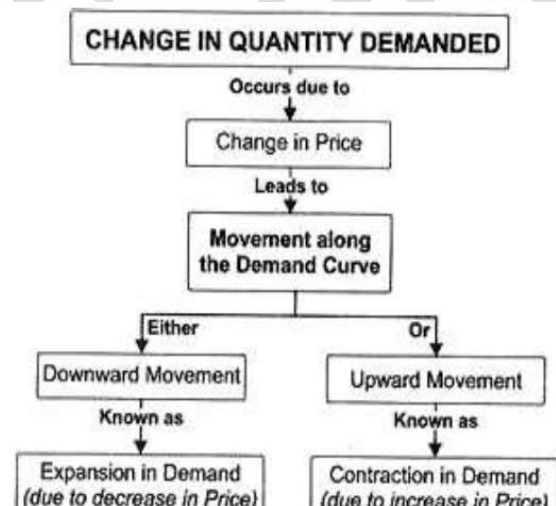 CHANGE IN QUANTITY DEMANDED
Occurs due to
Change in Price
Leads to
Movement along
the Demand Curve
Either
Or
Downward Movement
Upward Movement
Known as
Known as
Expansion in Demand
(due to decrease in Price)
Contraction in Demand
(due to increase in Price)